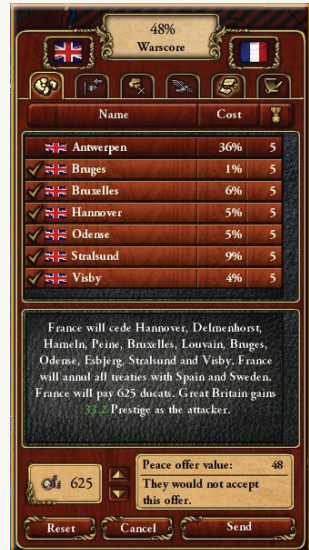 48%
Warscore
Name Cost
Antwerpen 36% 5
Bruges 1% 5
Bruxelles 6% 5
Hannover 5% 5
Odense 5% 5
Stralsund 9% 5
Visby 4% 5
France will cede Hannover, Delmenhorst,
Hameln, Peine, Bruxelles, Louvain, Bruges,
Odense, Esbjerg, Stralsund and Visby. France
will annul all treaties with Spain and Sweden.
France will pay 625 ducats. Great Britain gains
33.2 Prestige as the attacker.
625
Peace offer value: 48
They would not accept
this offer.
Reset Cancel Send